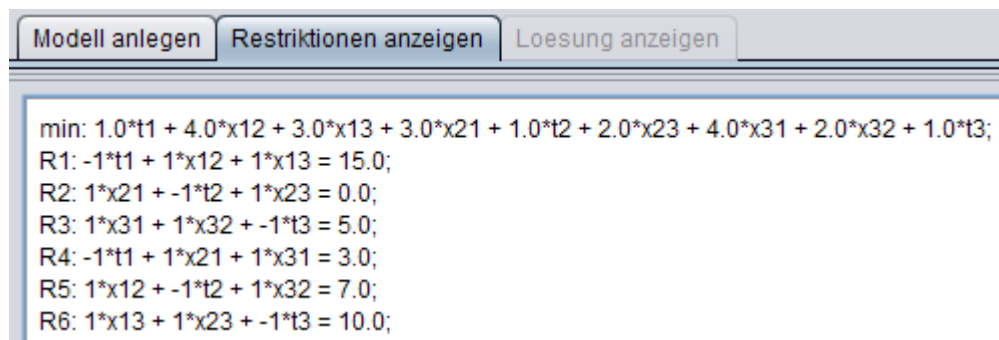 Modell anlegen Restriktionen anzeigen Loesung anzeigen
min: 1.0*t1 + 4.0*x12 + 3.0*x13 + 3.0*x21 + 1.0*t2 + 2.0*x23 + 4.0*x31 + 2.0*x32 + 1.0*t3;
R1: -1*t1 + 1*x12 + 1*x13 = 15.0;
R2: 1*x21 + -1*t2 + 1*x23 = 0.0;
R3: 1*x31 + 1*x32 + -1*t3 = 5.0;
R4: -1*t1 + 1*x21 + 1*x31 = 3.0;
R5: 1*x12 + -1*t2 + 1*x32 = 7.0;
R6: 1*x13 + 1*x23 + -1*t3 = 10.0;